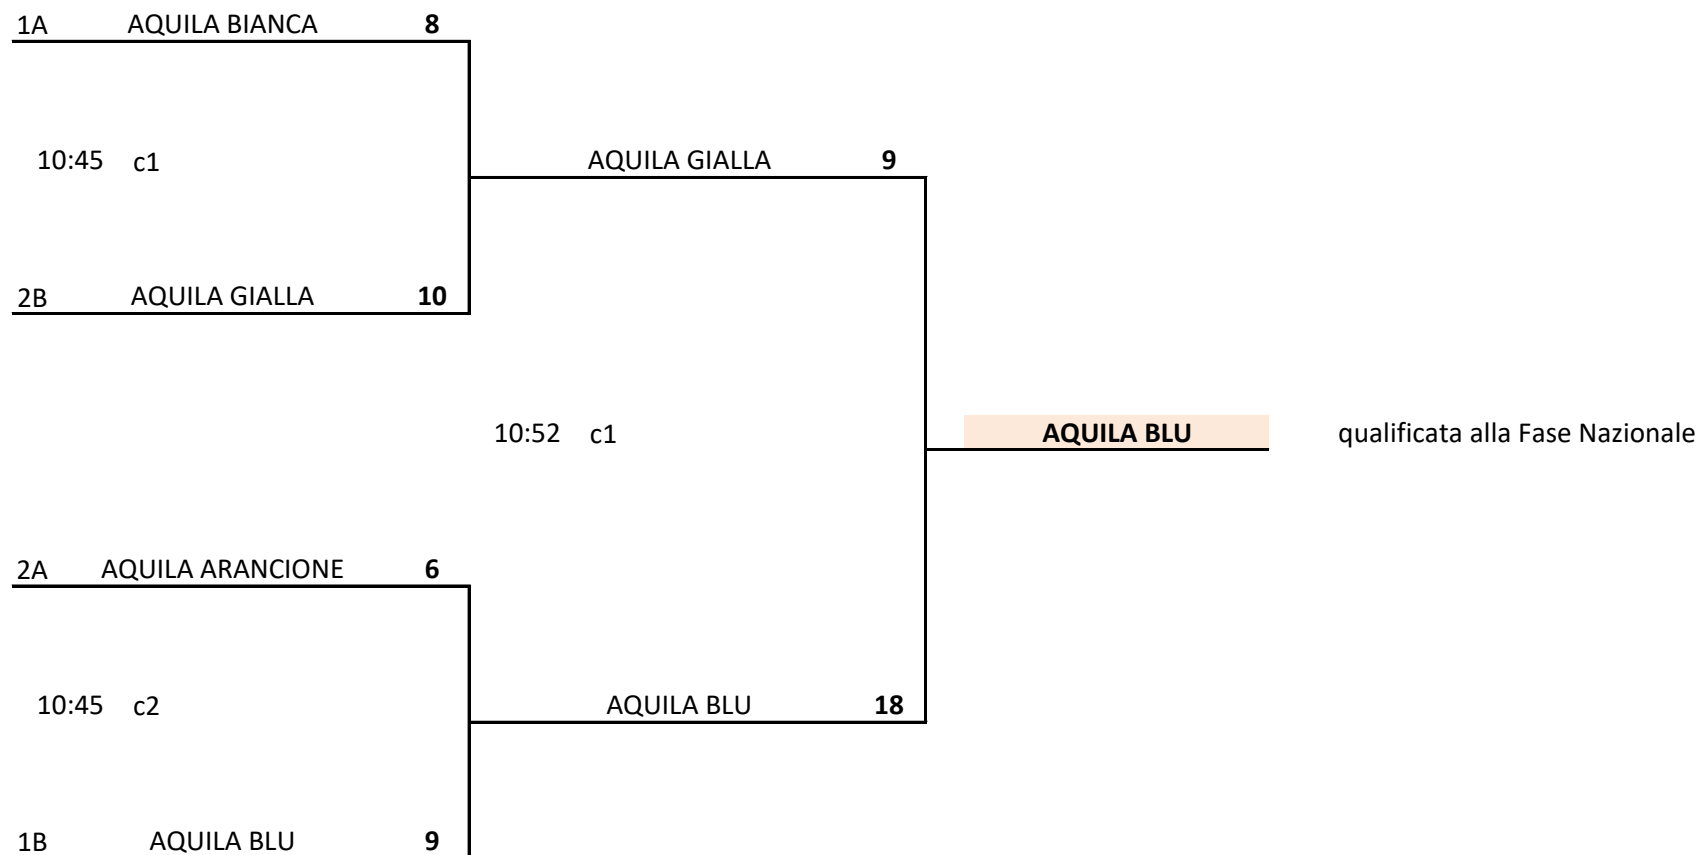 1A AQUILA BIANCA 8
10:45 c1 AQUILA GIALLA 9
2B AQUILA GIALLA 10
10:52 c1 AQUILA BLU qualificata alla Fase Nazionale
2A AQUILA ARANCIONE 6
10:45 c2 AQUILA BLU 18
1B AQUILA BLU 9